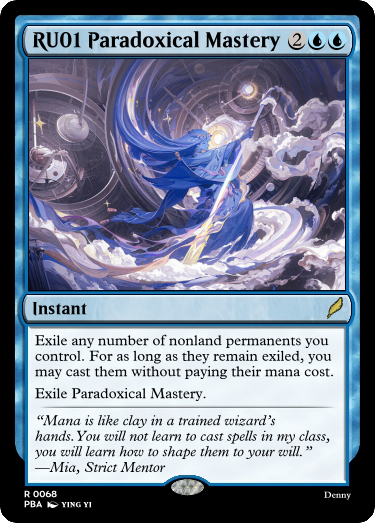 RU01 Paradoxical Mastery 2
Instant
Exile any number of nonland permanents you
control. For as long as they remain exiled, you
may cast them without paying their mana cost.
Exile Paradoxical Mastery.
“Mana is like clay in a trained wizard’s
hands.You will not learn to cast spells in my class,
you will learn how to shape them to your will.”
—Mia, Strict Mentor
R 0068
PBA YING YI
Denny